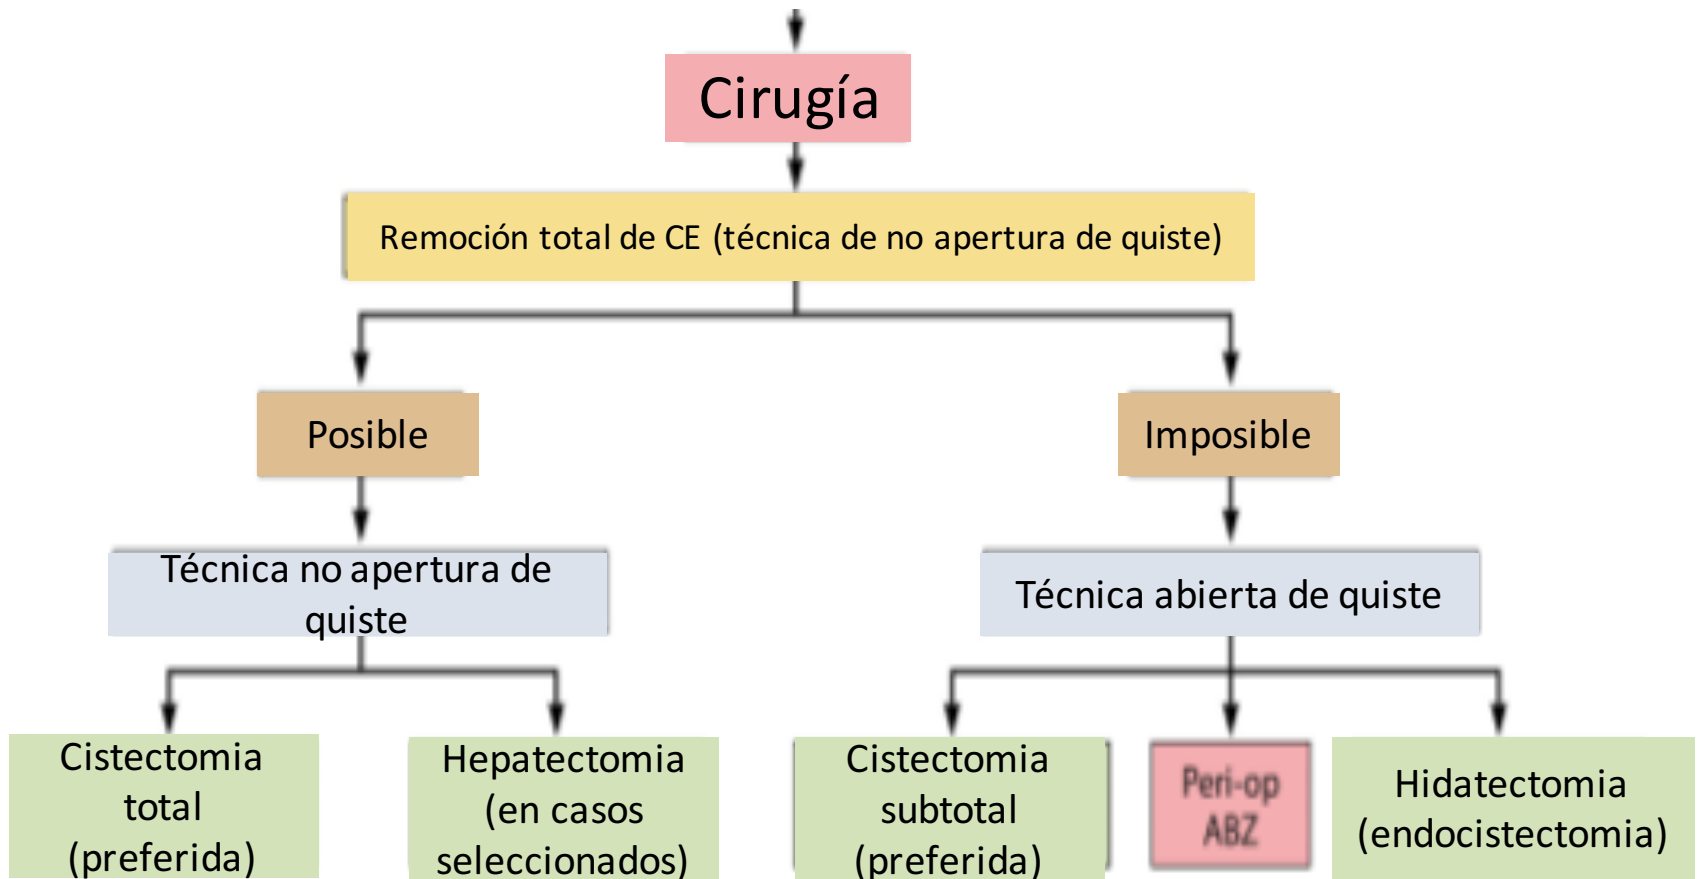 Cirugía
Remoción total de CE (técnica de no apertura de quiste)
Posible
Imposible
Técnica no apertura de
quiste
Técnica abierta de quiste
Cistectomia
total
(preferida)
Hepatectomia
(en casos
seleccionados)
Cistectomia
subtotal
(preferida)
Peri-op
ABZ
Hidatectomia
(endocistectomia)